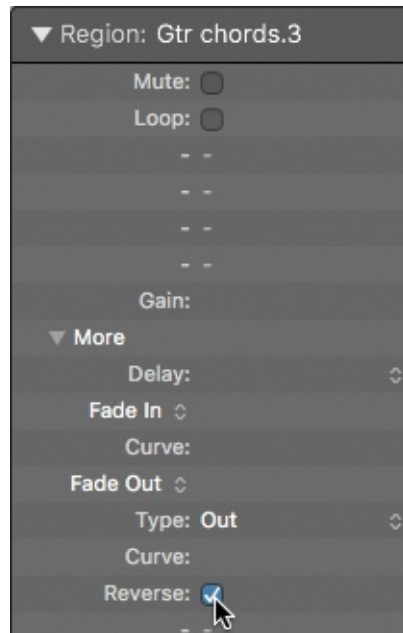 Region: Gtr chords.3
Mute:
Loop:
- -
- -
- -
- -
Gain:
More
Delay:
Fade In
Curve:
Fade Out
Type: Out
Curve:
Reverse:
- -